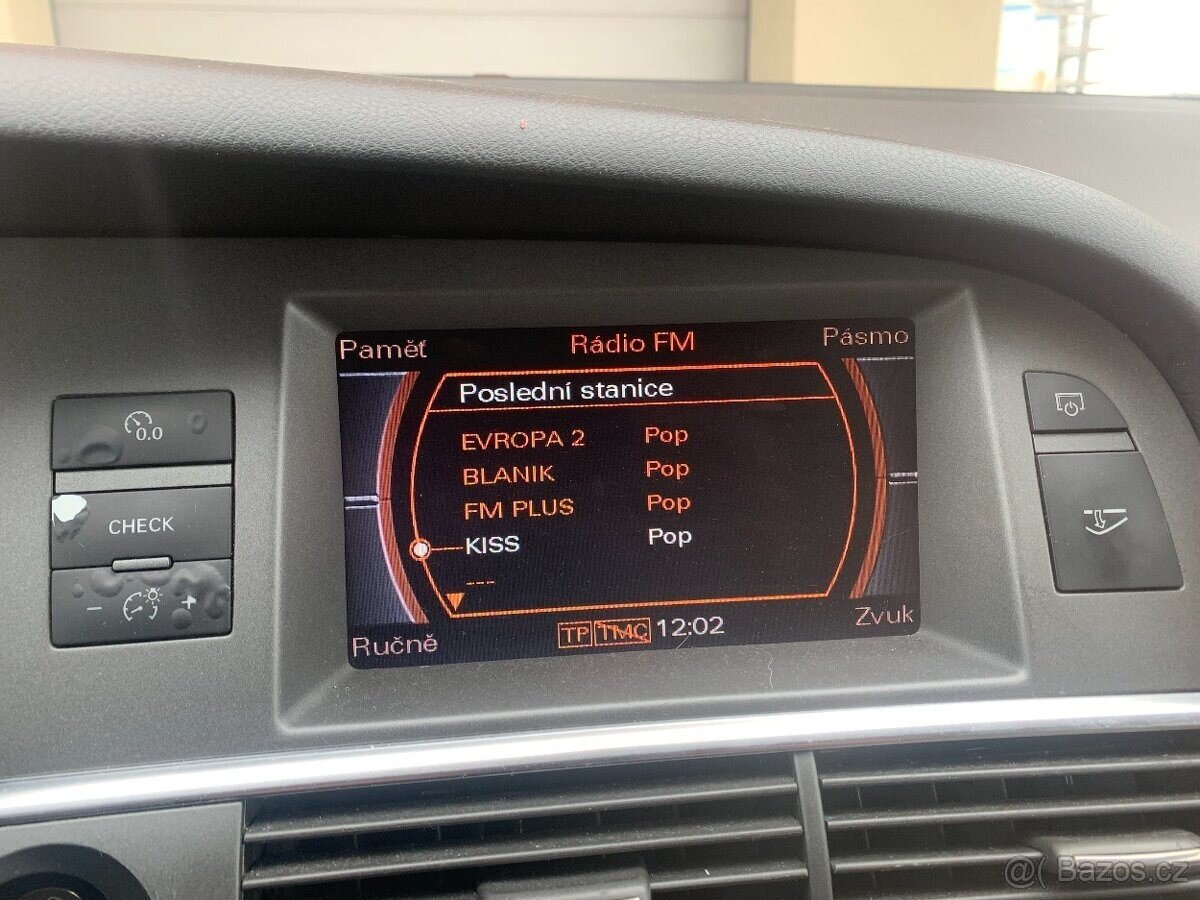 Paměť Rádio FM Pásmo
Poslední stanice
EVROPA 2 Pop
BLANIK Pop
FM PLUS Pop
KISS Pop
---
Ručně TP TMC 12:02 Zvuk
0.0
CHECK
- +
@Bazos.cz